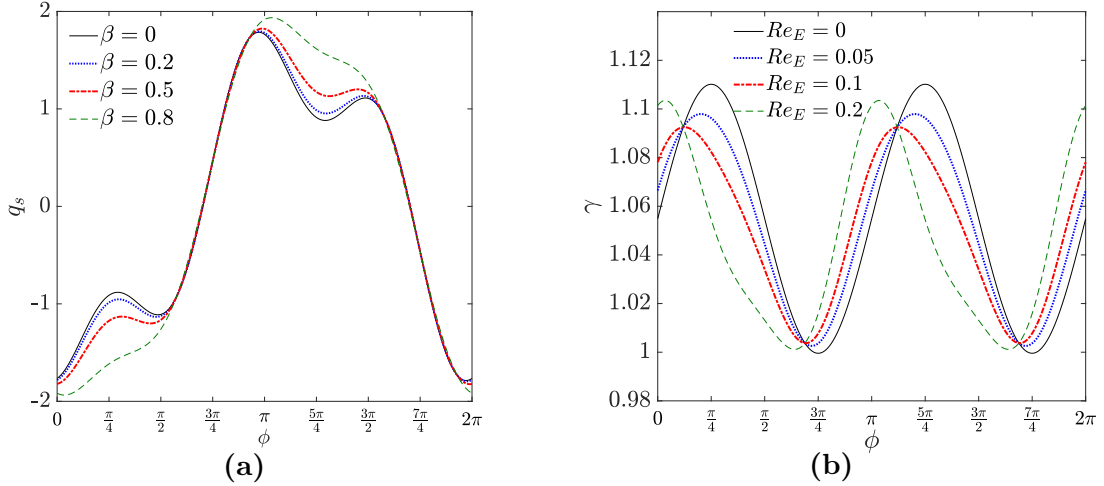 β = 0
β = 0.2
β = 0.5
β = 0.8
2
1
0
-1
-2
q_s
0 π/4 π/2 3π/4 π 5π/4 3π/2 7π/4 2π
ϕ
(a)
Re_E = 0
Re_E = 0.05
Re_E = 0.1
Re_E = 0.2
1.12
1.1
1.08
1.06
1.04
1.02
1
0.98
γ
0 π/4 π/2 3π/4 π 5π/4 3π/2 7π/4 2π
ϕ
(b)